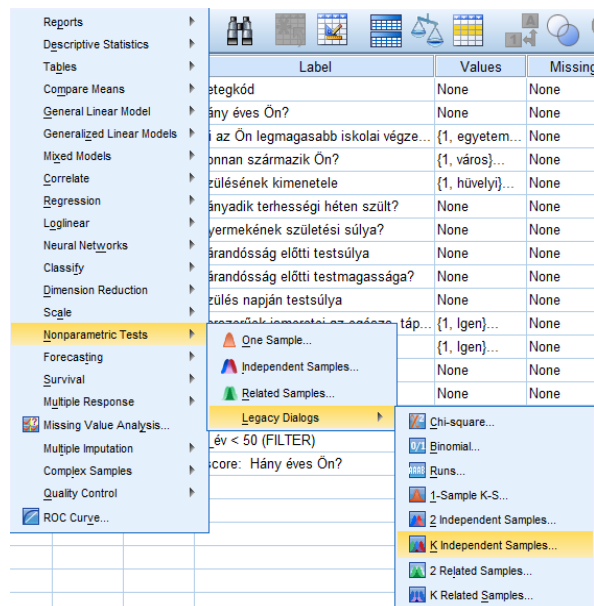 Reports
Descriptive Statistics
Tables
Compare Means
General Linear Model
Generalized Linear Models
Mixed Models
Correlate
Regression
Loglinear
Neural Networks
Classify
Dimension Reduction
Scale
Nonparametric Tests
Forecasting
Survival
Multiple Response
Missing Value Analysis...
Multiple Imputation
Complex Samples
Quality Control
ROC Curve...
Label Values Missing
etegkód None None
ány éves Ön? None None
i az Ön legmagasabb iskolai végze... {1, egyetem... None
onnan származik Ön? {1, város}... None
zülésének kimenetele {1, hüvelyi}... None
ányadik terhességi héten szült? None None
yermekének születési súlya? None None
árandósság előtti testsúlya None None
árandósság előtti testmagassága? None None
zülés napján testsúlya None None
táp... {1, Igen}... None
{1, Igen}... None
None None
None None
_év < 50 (FILTER)
score: Hány éves Ön?
One Sample...
Independent Samples...
Related Samples...
Legacy Dialogs
Chi-square...
0/1 Binomial...
AAAB Runs...
1-Sample K-S...
2 Independent Samples...
K Independent Samples...
2 Related Samples...
K Related Samples...